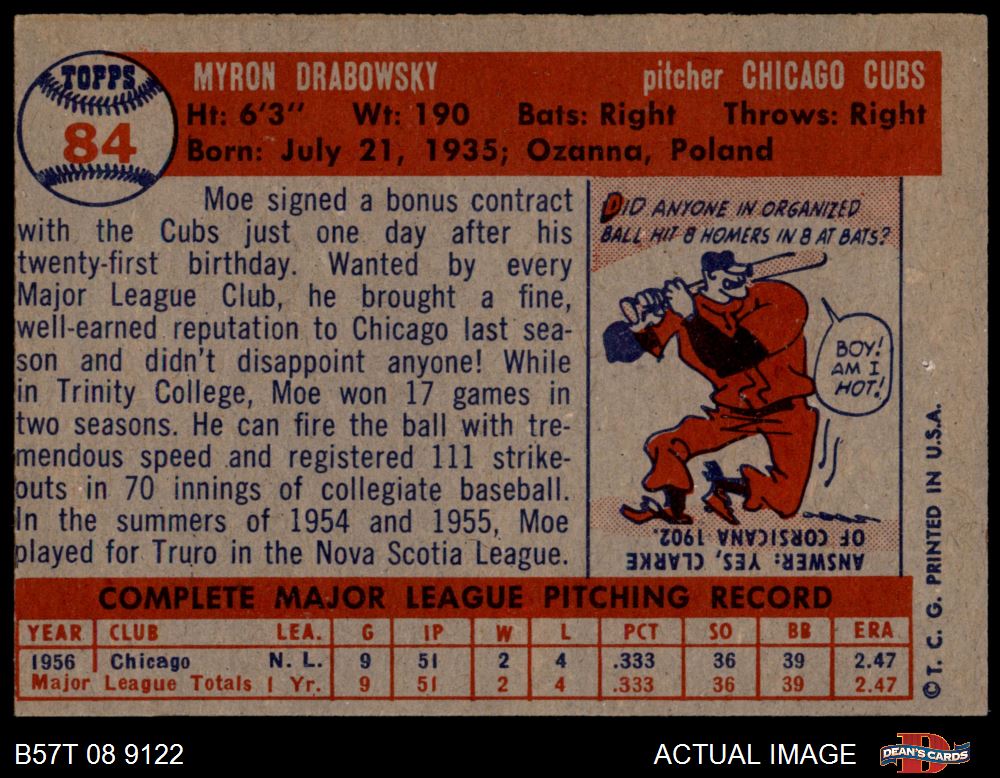 TOPPS
84
MYRON DRABOWSKY pitcher CHICAGO CUBS
Ht: 6'3" Wt: 190 Bats: Right Throws: Right
Born: July 21, 1935; Ozanna, Poland
Moe signed a bonus contract
with the Cubs just one day after his
twenty-first birthday. Wanted by every
Major League Club, he brought a fine,
well-earned reputation to Chicago last sea-
son and didn't disappoint anyone! While
in Trinity College, Moe won 17 games in
two seasons. He can fire the ball with tre-
mendous speed and registered 111 strike-
outs in 70 innings of collegiate baseball.
In the summers of 1954 and 1955, Moe
played for Truro in the Nova Scotia League.
DID ANYONE IN ORGANIZED
BALL HIT 8 HOMERS IN 8 AT BATS?
BOY!
AM I
HOT!
ANSWER: YES, CLARKE
OF CORSICANA 1902.
COMPLETE MAJOR LEAGUE PITCHING RECORD
YEAR CLUB LEA. G IP W L PCT SO BB ERA
1956 Chicago N. L. 9 51 2 4 .333 36 39 2.47
Major League Totals 1 Yr. 9 51 2 4 .333 36 39 2.47
© T. C. G. PRINTED IN U.S.A.
B57T 08 9122 ACTUAL IMAGE
DEAN'S CARDS